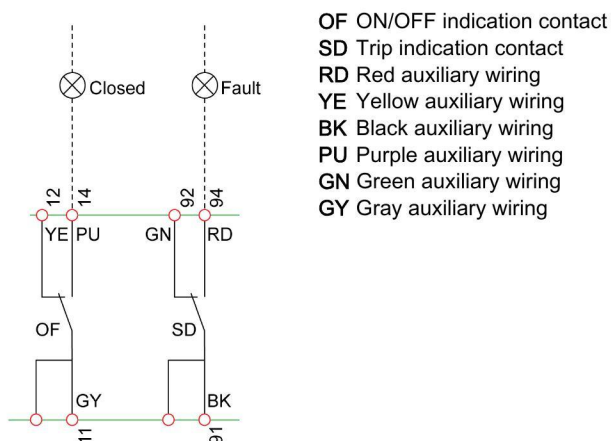 Closed
Fault
12 14 92 94
YE PU GN RD
OF SD
GY BK
11 91
OF ON/OFF indication contact
SD Trip indication contact
RD Red auxiliary wiring
YE Yellow auxiliary wiring
BK Black auxiliary wiring
PU Purple auxiliary wiring
GN Green auxiliary wiring
GY Gray auxiliary wiring